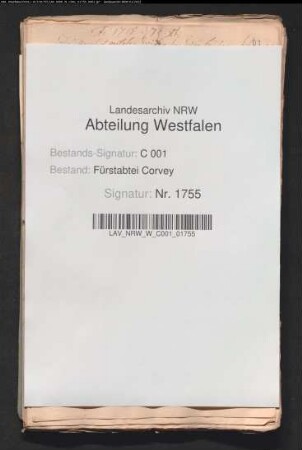 Landesarchiv NRW
Abteilung Westfalen
Bestands-Signatur: C 001
Bestand: Fürstabtei Corvey
Signatur: Nr. 1755
LAV_NRW_W_C001_01755